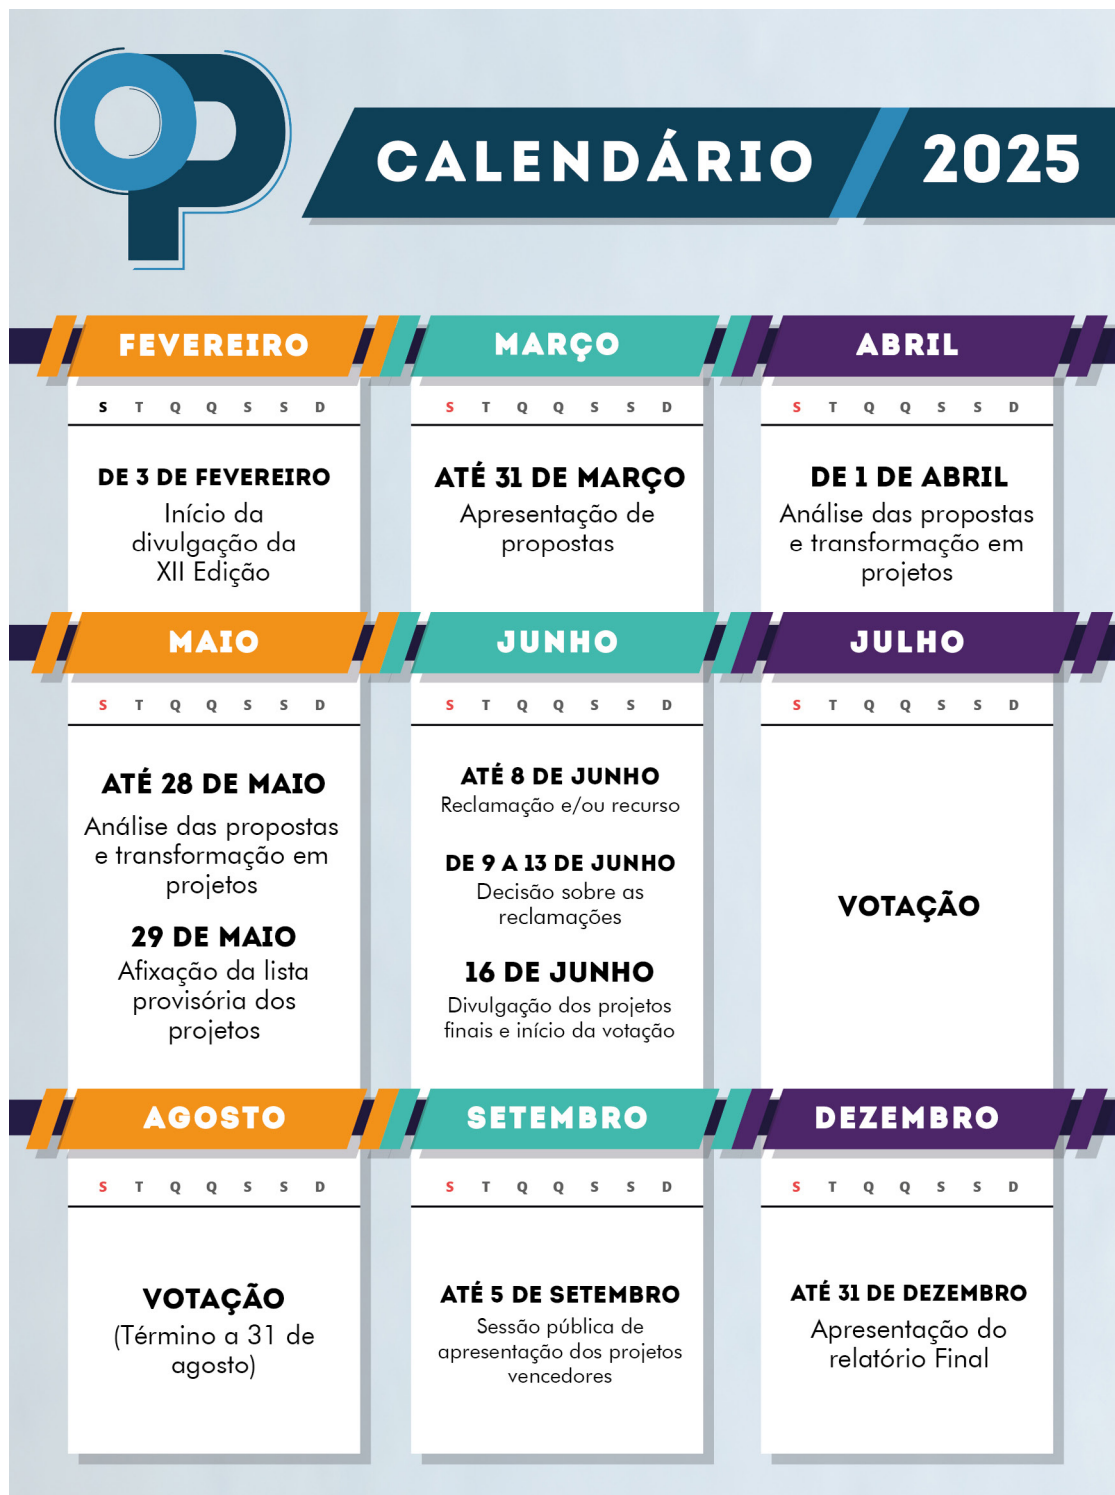 OP
CALENDÁRIO 2025
FEVEREIRO
S T Q Q S S D
DE 3 DE FEVEREIRO
Início da
divulgação da
XII Edição
MARÇO
S T Q Q S S D
ATÉ 31 DE MARÇO
Apresentação de
propostas
ABRIL
S T Q Q S S D
DE 1 DE ABRIL
Análise das propostas
e transformação em
projetos
MAIO
S T Q Q S S D
ATÉ 28 DE MAIO
Análise das propostas
e transformação em
projetos
29 DE MAIO
Afixação da lista
provisória dos
projetos
JUNHO
S T Q Q S S D
ATÉ 8 DE JUNHO
Reclamação e/ou recurso
DE 9 A 13 DE JUNHO
Decisão sobre as
reclamações
16 DE JUNHO
Divulgação dos projetos
finais e início da votação
JULHO
S T Q Q S S D
VOTAÇÃO
AGOSTO
S T Q Q S S D
VOTAÇÃO
(Término a 31 de
agosto)
SETEMBRO
S T Q Q S S D
ATÉ 5 DE SETEMBRO
Sessão pública de
apresentação dos projetos
vencedores
DEZEMBRO
S T Q Q S S D
ATÉ 31 DE DEZEMBRO
Apresentação do
relatório Final